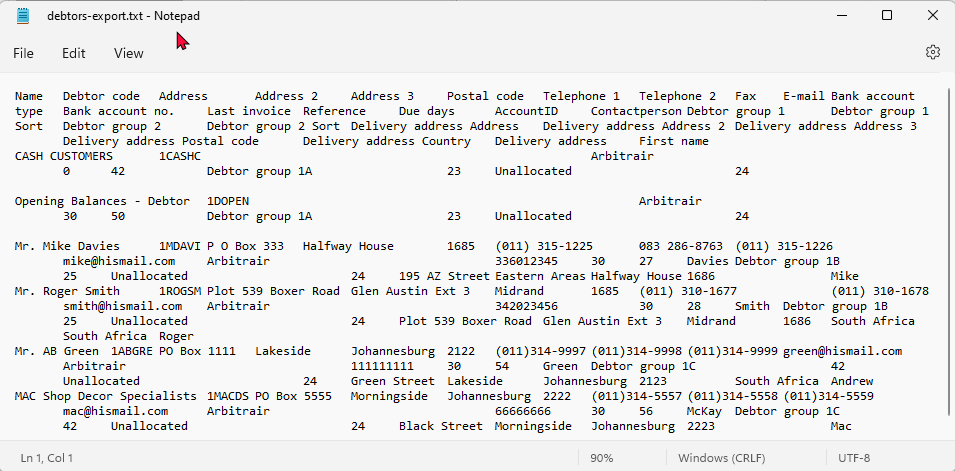 debtors-export.txt - Notepad
File Edit View
Name Debtor code Address Address 2 Address 3 Postal code Telephone 1 Telephone 2 Fax E-mail Bank account
type Bank account no. Last invoice Reference Due days AccountID Contactperson Debtor group 1 Debtor group 1
Sort Debtor group 2 Debtor group 2 Sort Delivery address Address Delivery address Address 2 Delivery address Address 3
Delivery address Postal code Delivery address Country Delivery address First name
CASH CUSTOMERS 1CASHC Arbitrair
0 42 Debtor group 1A 23 Unallocated 24
Opening Balances - Debtor 1DOPEN Arbitrair
30 50 Debtor group 1A 23 Unallocated 24
Mr. Mike Davies 1MDAVI P O Box 333 Halfway House 1685 (011) 315-1225 083 286-8763 (011) 315-1226
mike@hismail.com Arbitrair 336012345 30 27 Davies Debtor group 1B
25 Unallocated 24 195 AZ Street Eastern Areas Halfway House 1686 Mike
Mr. Roger Smith 1ROGSM Plot 539 Boxer Road Glen Austin Ext 3 Midrand 1685 (011) 310-1677 (011) 310-1678
smith@hismail.com Arbitrair 342023456 30 28 Smith Debtor group 1B
25 Unallocated 24 Plot 539 Boxer Road Glen Austin Ext 3 Midrand 1686 South Africa
South Africa Roger
Mr. AB Green 1ABGRE PO Box 1111 Lakeside Johannesburg 2122 (011)314-9997 (011)314-9998 (011)314-9999 green@hismail.com
Arbitrair 111111111 30 54 Green Debtor group 1C 42
Unallocated 24 Green Street Lakeside Johannesburg 2123 South Africa Andrew
MAC Shop Decor Specialists 1MACDS PO Box 5555 Morningside Johannesburg 2222 (011)314-5557 (011)314-5558 (011)314-5559
mac@hismail.com Arbitrair 66666666 30 56 McKay Debtor group 1C
42 Unallocated 24 Black Street Morningside Johannesburg 2223 Mac
Ln 1, Col 1 90% Windows (CRLF) UTF-8